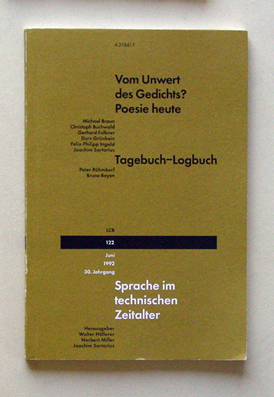 A 21841 F
Vom Unwert
des Gedichts?
Poesie heute
Michael Braun
Christoph Buchwald
Gerhard Falkner
Durs Grünbein
Felix Philipp Ingold
Joachim Sartorius
Tagebuch–Logbuch
Peter Rühmkorf
Bruno Bayen
LCB
122
Juni
1992
30. Jahrgang
Sprache im
technischen
Zeitalter
Herausgeber
Walter Höllerer
Norbert Miller
Joachim Sartorius